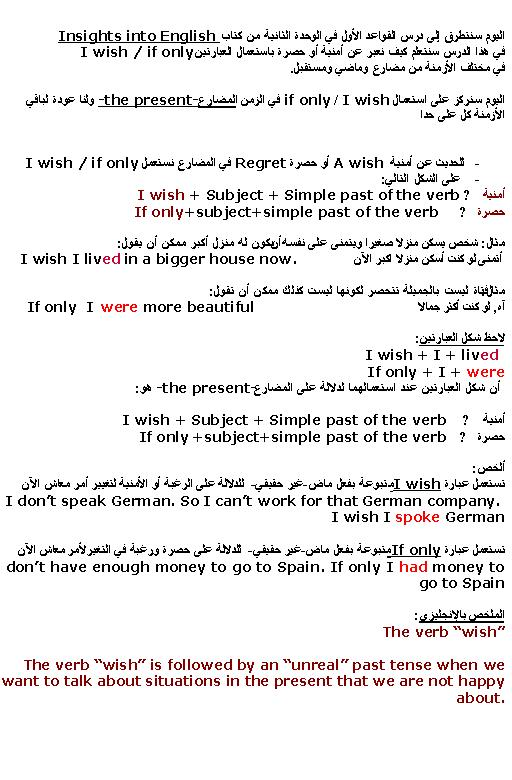 اليوم سنتطرق إلى درس القواعد الأول في الوحدة الثانية من كتاب Insights into English
في هذا الدرس سنتعلم كيف نعبر عن أمنية أو حصرة باستعمال العبارتين I wish / if only
في مختلف الأزمنة من مضارع وماضي ومستقبل.
اليوم سنركز على استعمال if only / I wish في الزمن المضارع-the present- ولنا عودة لباقي
الأزمنة كل على حدا
- للحديث عن أمنية A wish أو حصرة Regret في المضارع نستعمل I wish / if only
- على الشكل التالي:
أمنية ? I wish + Subject + Simple past of the verb
حصرة ? If only+subject+simple past of the verb
مثال: شخص يسكن منزلا صغيرا ويتمنى على نفسه أن يكون له منزل أكبر ممكن أن يقول:
أتمنى لو كنت أسكن منزلا اكبر الآن I wish I lived in a bigger house now.
مثال: فتاة ليست بالجميلة تتحصر لكونها ليست كذلك ممكن أن تقول:
آه, لو كنت أكثر جمالا If only I were more beautiful
لاحظ شكل العبارتين:
I wish + I + lived
If only + I + were
أن شكل العبارتين عند استعمالهما لدلالة على المضارع-the present- هو:
أمنية ? I wish + Subject + Simple past of the verb
حصرة ? If only +subject+simple past of the verb
ألخص:
نستعمل عبارة I wish متبوعة بفعل ماض-غير حقيقي- للدلالة على الرغبة أو الأمنية لتغيير أمر معاش الآن
I don't speak German. So I can't work for that German company.
I wish I spoke German
نستعمل عبارة If only متبوعة بفعل ماض-غير حقيقي- للدلالة على حصرة ورغبة في التغيير لأمر معاش الآن
don't have enough money to go to Spain. If only I had money to
go to Spain
الملخص بالإنجليزي:
The verb “wish”
The verb “wish” is followed by an “unreal” past tense when we
want to talk about situations in the present that we are not happy
about.